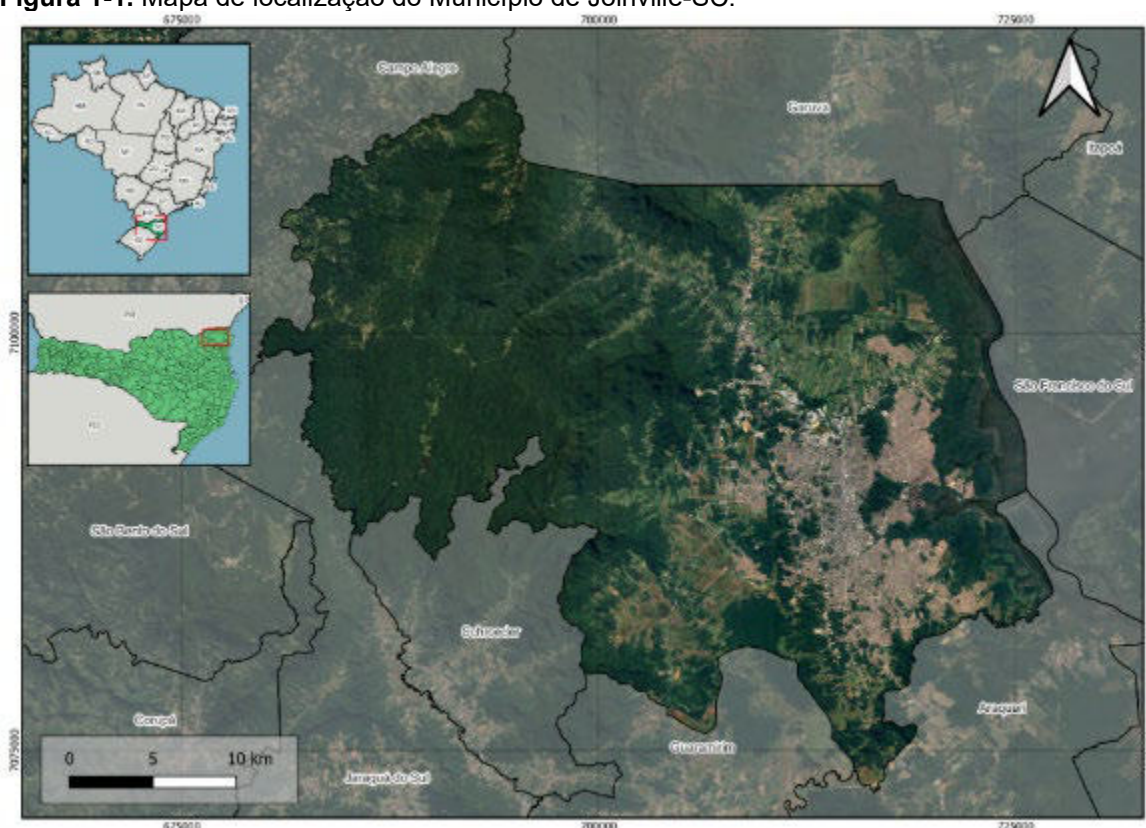 Figura 1-1: Mapa de localização do Município de Joinville-SC.
675000 700000 725000
Campo Alegre
Garuva
Itapoá
7100000
São Francisco do Sul
São Bento do Sul
Schroeder
Corupá
Araquari
Guaramirim
Jaraguá do Sul
7075000
0 5 10 km
675000 700000 725000